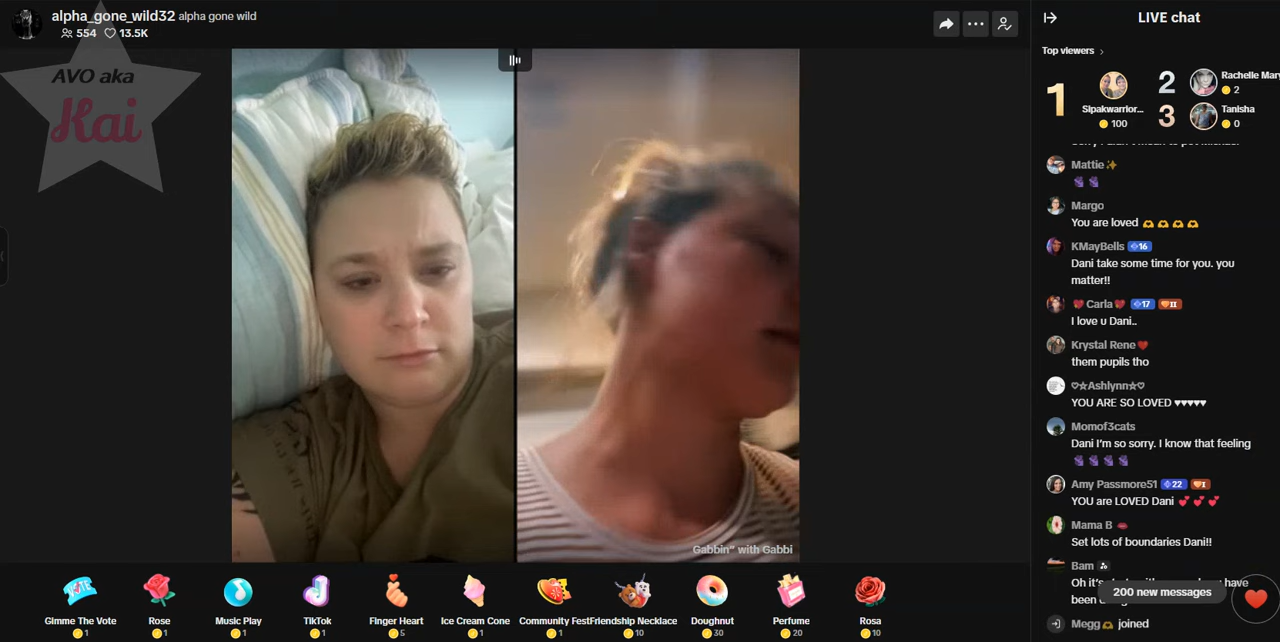 alpha_gone_wild32 alpha gone wild
554 13.5K
AVO aka
Kai
Gabbin" with Gabbi
Gimme The Vote
1
Rose
1
Music Play
1
TikTok
1
Finger Heart
5
Ice Cream Cone
1
Community Fest
1
Friendship Necklace
10
Doughnut
30
Perfume
20
Rosa
10
LIVE chat
Top viewers
1
Sipakwarrior...
100
2
Rachelle Mar
2
3
Tanisha
0
Mattie
Margo
You are loved
KMayBells 16
Dani take some time for you. you
matter!!
Carla 17 II
I love u Dani..
Krystal Rene
them pupils tho
♡☆Ashlynn☆♡
YOU ARE SO LOVED ♥♥♥♥♥
Momof3cats
Dani I'm so sorry. I know that feeling
Amy Passmore51 22 I
YOU are LOVED Dani
Mama B
Set lots of boundaries Dani!!
Bam
have
been
200 new messages
Megg joined